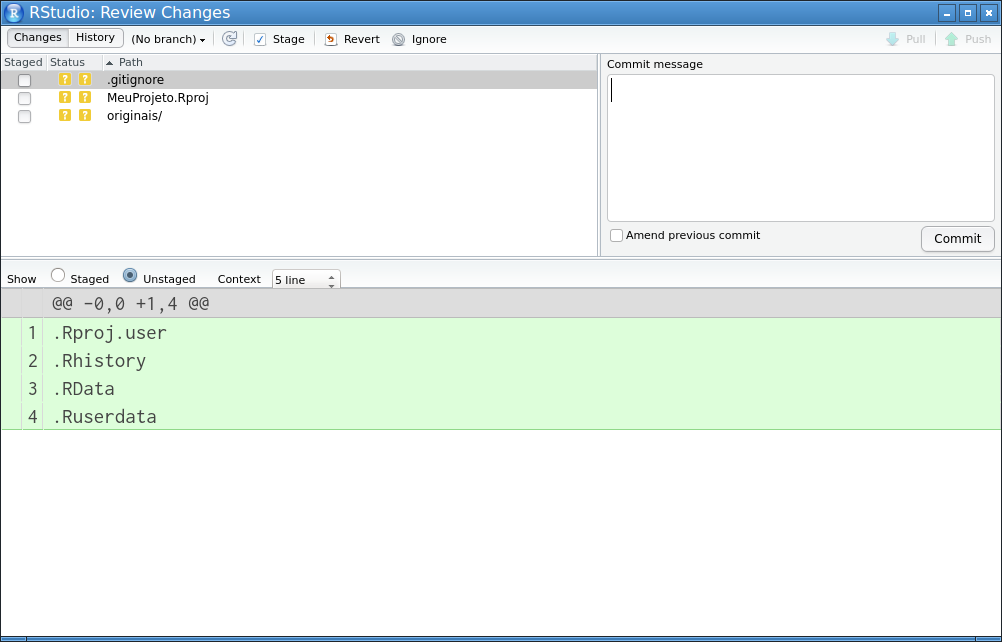 R RStudio: Review Changes
Changes History (No branch) Stage Revert Ignore Pull Push
Staged Status Path
? ? .gitignore
? ? MeuProjeto.Rproj
? ? originais/
Commit message
Amend previous commit
Commit
Show Staged Unstaged Context 5 line
@@ -0,0 +1,4 @@
1 .Rproj.user
2 .Rhistory
3 .RData
4 .Ruserdata